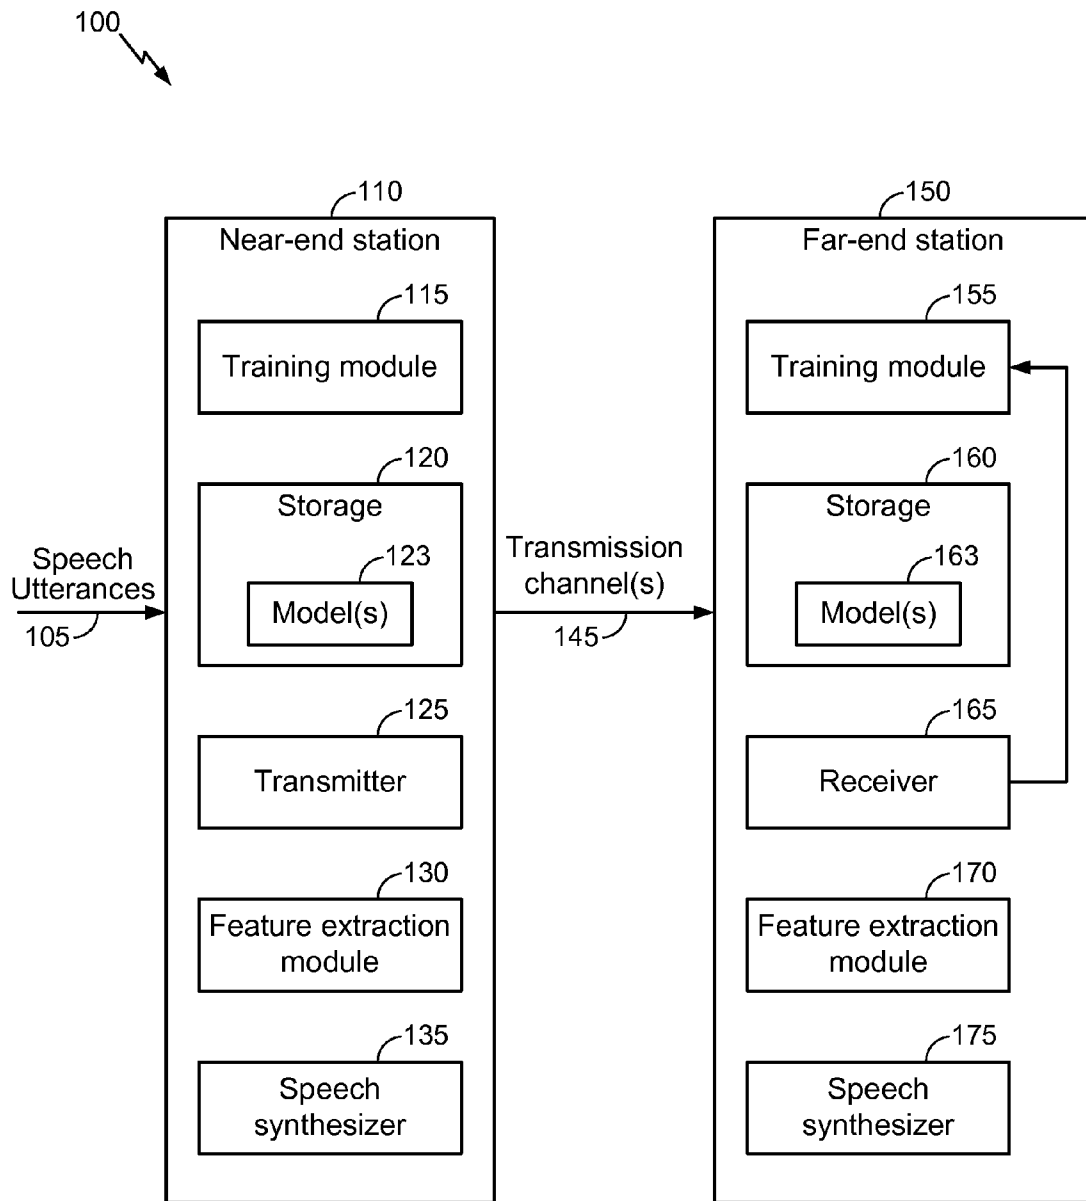 100
110
Near-end station
115
Training module
120
Storage
123
Model(s)
125
Transmitter
130
Feature extraction
module
135
Speech
synthesizer
Speech
Utterances
105
Transmission
channel(s)
145
150
Far-end station
155
Training module
160
Storage
163
Model(s)
165
Receiver
170
Feature extraction
module
175
Speech
synthesizer